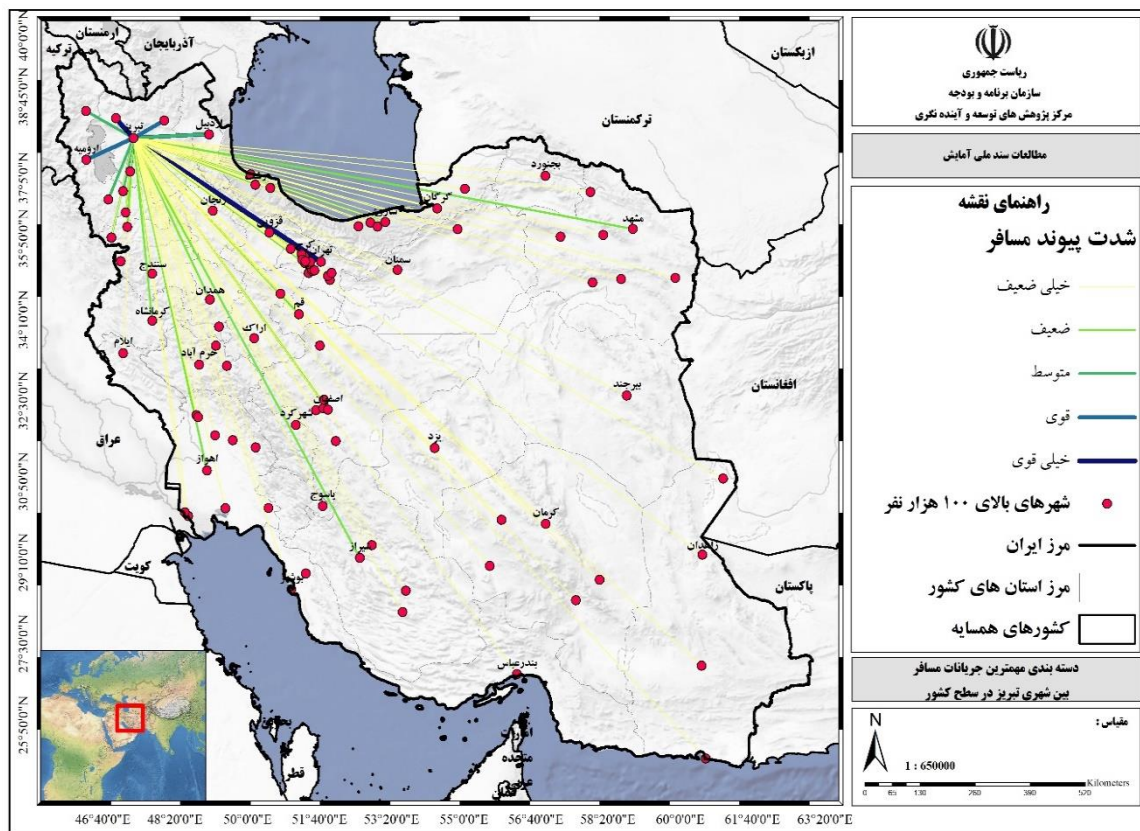 40°0'0"N
38°45'0"N
37°5'0"N
35°50'0"N
34°10'0"N
32°30'0"N
30°50'0"N
29°10'0"N
27°30'0"N
25°50'0"N
46°40'0"E
48°20'0"E
50°0'0"E
51°40'0"E
53°20'0"E
55°0'0"E
56°40'0"E
58°20'0"E
60°0'0"E
61°40'0"E
63°20'0"E
ارمنستان
آذربایجان
ترکیه
ازبکستان
ترکمنستان
افغانستان
پاکستان
عراق
کویت
قطر
امارات
متحده
عربی
عمان
تبریز
اردبیل
ارومیه
زنجان
قزوین
تهران
ساری
گرگان
بجنورد
مشهد
سمنان
سنندج
همدان
قم
کرمانشاه
اراک
ایلام
خرم آباد
اصفهان
شهرکرد
بیرجند
یزد
اهواز
یاسوج
کرمان
شیراز
زاهدان
بوشهر
بندرعباس
ریاست جمهوری
سازمان برنامه و بودجه
مرکز پژوهش های توسعه و آینده نگری
مطالعات سند ملی آمایش
راهنمای نقشه
شدت پیوند مسافر
خیلی ضعیف
ضعیف
متوسط
قوی
خیلی قوی
شهرهای بالای ۱۰۰ هزار نفر
مرز ایران
مرز استان های کشور
کشورهای همسایه
دسته بندی مهمترین جریانات مسافر
بین شهری تبریز در سطح کشور
مقیاس :
N
1 : 650000
Kilometers
0 65 130 260 390 520